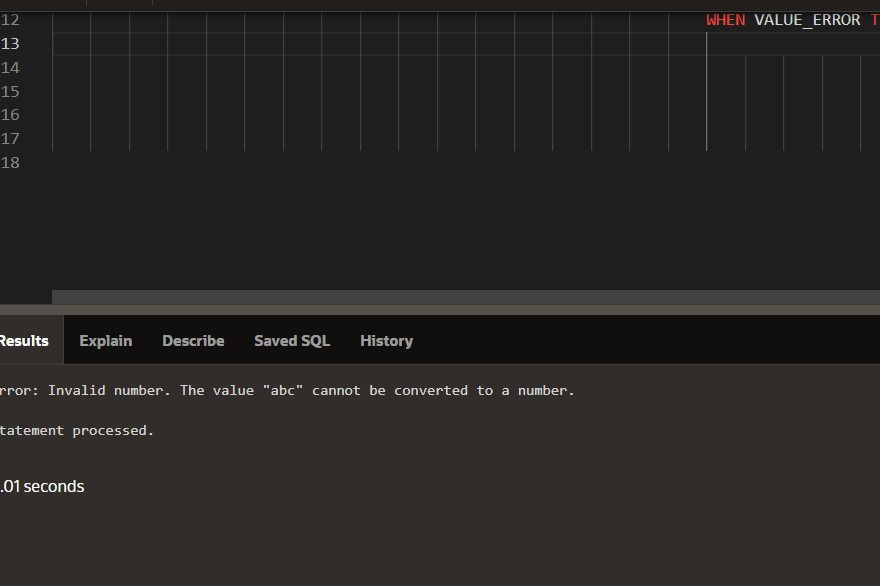 12 WHEN VALUE_ERROR T
13
14
15
16
17
18
Results Explain Describe Saved SQL History
rror: Invalid number. The value "abc" cannot be converted to a number.
tatement processed.
.01 seconds